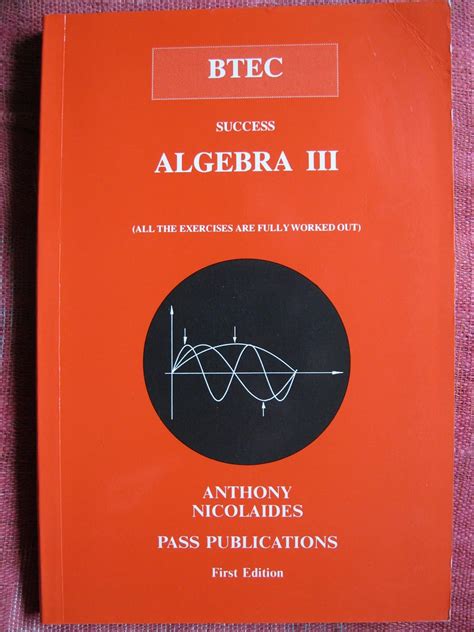 BTEC
SUCCESS
ALGEBRA III
(ALL THE EXERCISES ARE FULLY WORKED OUT)
ANTHONY
NICOLAIDES
PASS PUBLICATIONS
First Edition